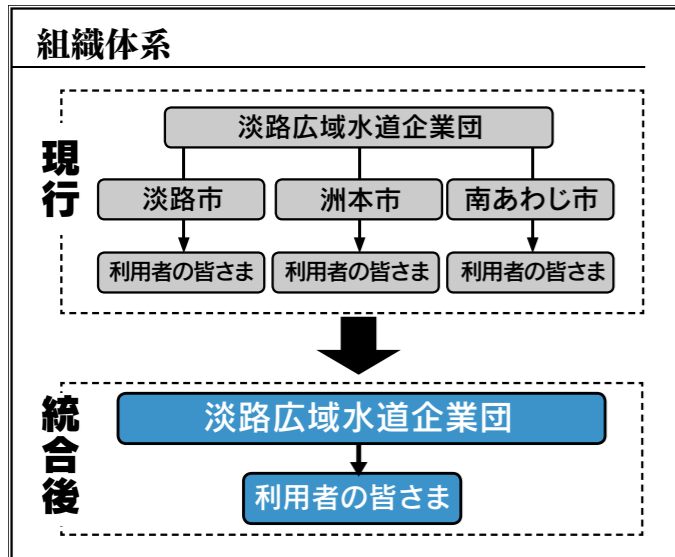 組織体系
現行
淡路広域水道企業団
淡路市
洲本市
南あわじ市
利用者の皆さま
利用者の皆さま
利用者の皆さま
統合後
淡路広域水道企業団
利用者の皆さま